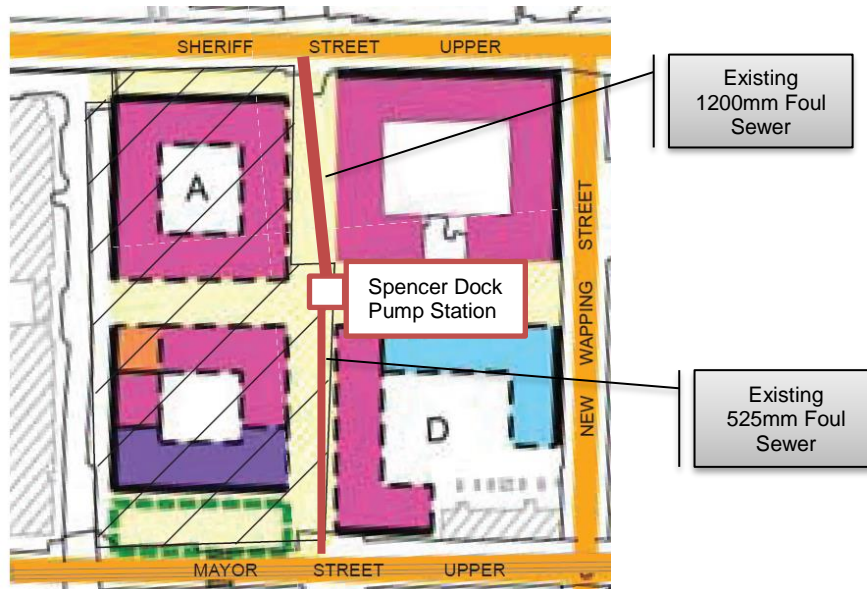 SHERIFF STREET UPPER
Existing
1200mm Foul
Sewer
A
NEW WAPPING STREET
Spencer Dock
Pump Station
Existing
525mm Foul
Sewer
D
MAYOR STREET UPPER